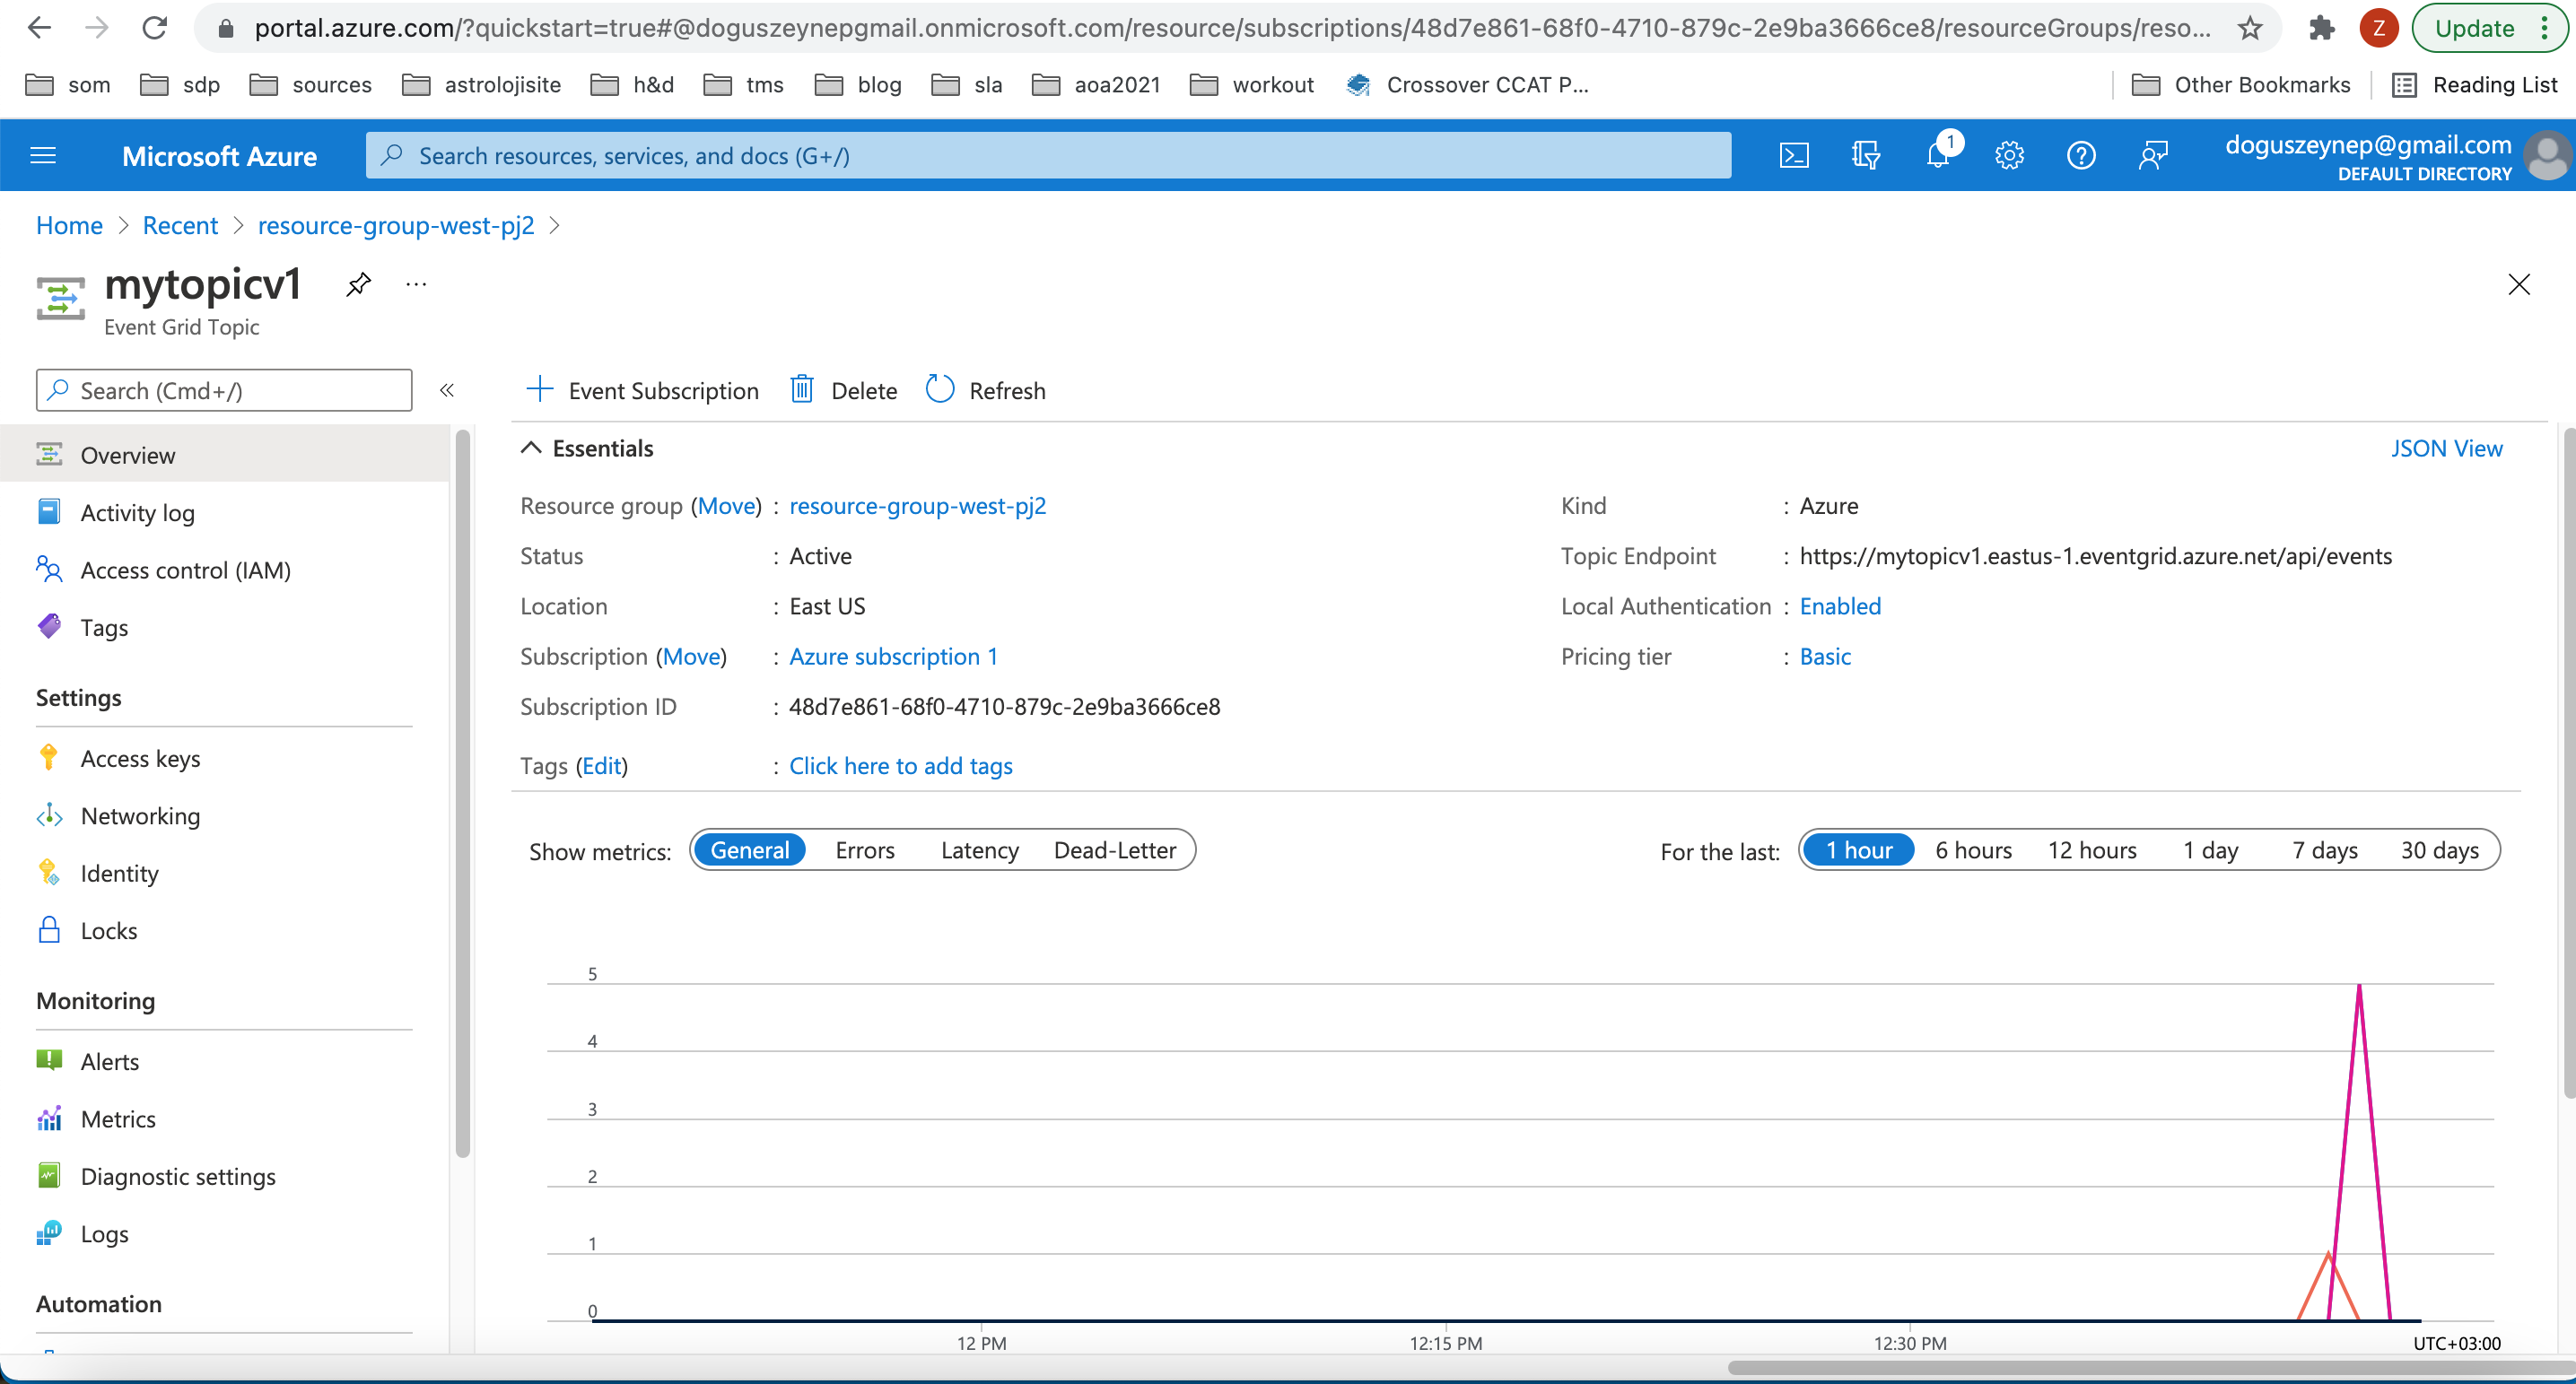 portal.azure.com/?quickstart=true#@doguszeynepgmail.onmicrosoft.com/resource/subscriptions/48d7e861-68f0-4710-879c-2e9ba3666ce8/resourceGroups/reso...
Z
Update
som
sdp
sources
astrolojisite
h&d
tms
blog
sla
aoa2021
workout
Crossover CCAT P...
Other Bookmarks
Reading List
Microsoft Azure
Search resources, services, and docs (G+/)
1
doguszeynep@gmail.com
DEFAULT DIRECTORY
Home > Recent > resource-group-west-pj2 >
mytopicv1
...
Event Grid Topic
Search (Cmd+/)
«
Event Subscription
Delete
Refresh
Overview
Activity log
Access control (IAM)
Tags
Settings
Access keys
Networking
Identity
Locks
Monitoring
Alerts
Metrics
Diagnostic settings
Logs
Automation
Essentials
JSON View
Resource group (Move) : resource-group-west-pj2
Status : Active
Location : East US
Subscription (Move) : Azure subscription 1
Subscription ID : 48d7e861-68f0-4710-879c-2e9ba3666ce8
Tags (Edit) : Click here to add tags
Kind : Azure
Topic Endpoint : https://mytopicv1.eastus-1.eventgrid.azure.net/api/events
Local Authentication : Enabled
Pricing tier : Basic
Show metrics: General Errors Latency Dead-Letter
For the last: 1 hour 6 hours 12 hours 1 day 7 days 30 days
5
4
3
2
1
0
12 PM
12:15 PM
12:30 PM
UTC+03:00